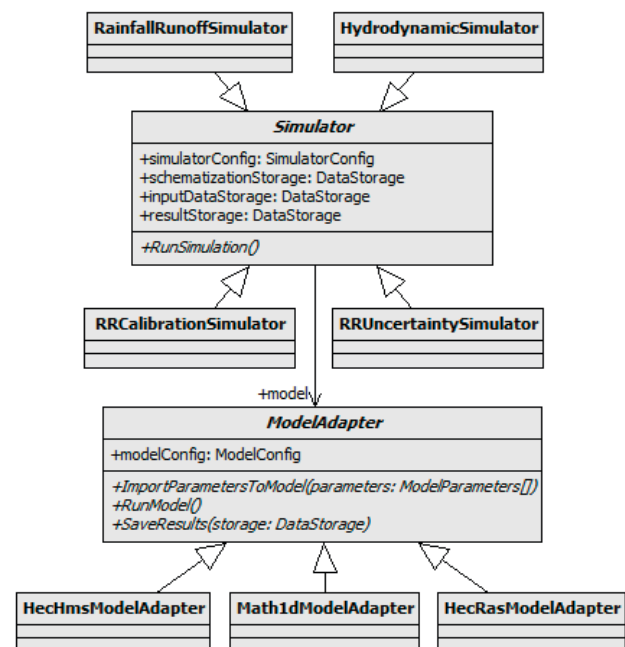 RainfallRunoffSimulator
HydrodynamicSimulator
Simulator
+simulatorConfig: SimulatorConfig
+schematizationStorage: DataStorage
+inputDataStorage: DataStorage
+resultStorage: DataStorage
+RunSimulation()
RRCalibrationSimulator
RRUncertaintySimulator
+model
ModelAdapter
+modelConfig: ModelConfig
+ImportParametersToModel(parameters: ModelParameters[])
+RunModel()
+SaveResults(storage: DataStorage)
HecHmsModelAdapter
Math1dModelAdapter
HecRasModelAdapter